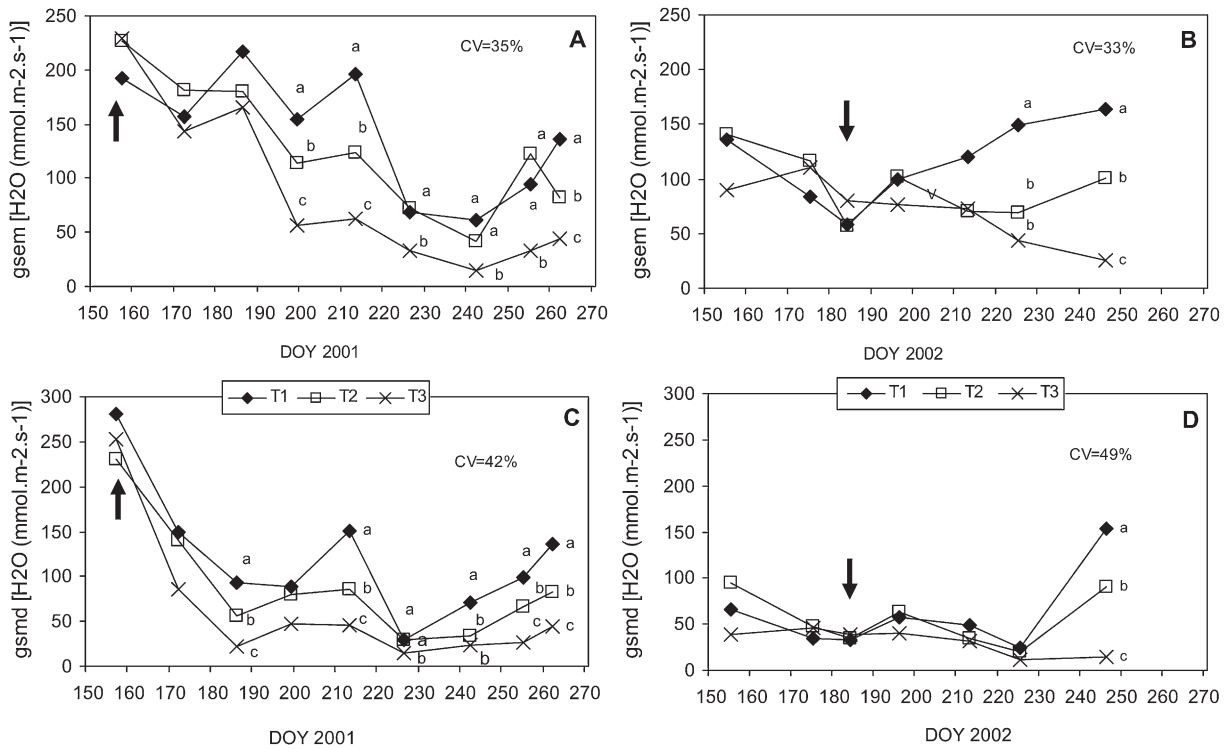 250
200
150
100
50
0
gsem [H2O (mmol.m-2.s-1)]
CV=35%
A
a
a
b
b
c
c
a
b
a
a
b
a
a
b
a
b
c
150 160 170 180 190 200 210 220 230 240 250 260 270
DOY 2001
250
200
150
100
50
0
gsem [H2O (mmol.m-2.s-1)]
CV=33%
B
V
a
b
b
a
b
c
150 160 170 180 190 200 210 220 230 240 250 260 270
DOY 2002
T1 T2 T3
300
250
200
150
100
50
0
gsmd [H2O (mmol.m-2.s-1)]
CV=42%
C
a
b
c
a
b
c
a
a
b
a
b
b
a
b
a
b
c
150 160 170 180 190 200 210 220 230 240 250 260 270
DOY 2001
T1 T2 T3
300
250
200
150
100
50
0
gsmd [H2O (mmol.m-2.s-1)]
CV=49%
D
a
b
c
150 160 170 180 190 200 210 220 230 240 250 260 270
DOY 2002